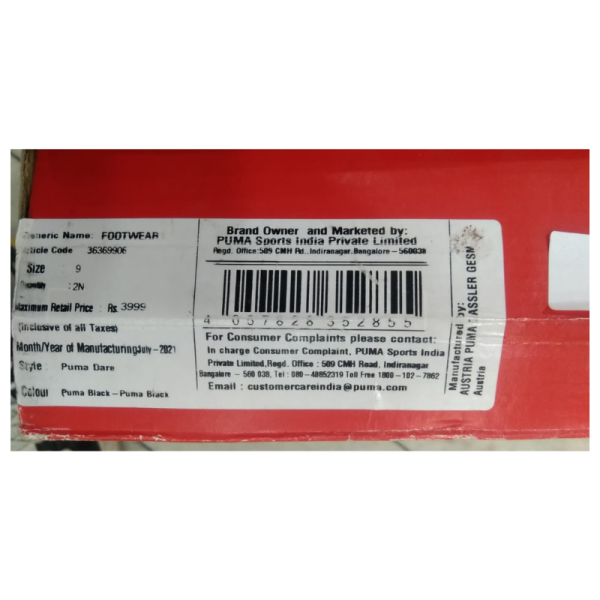 Generic Name: FOOTWEAR
Article Code 36369906
Size : 9
Quantity : 2N
Maximum Retail Price : Rs 3999
(Inclusive of all Taxes)
Month/Year of Manufacturing July-2021
Style : Puma Dare
Colour Puma Black-Puma Black
Brand Owner and Marketed by:
PUMA Sports India Private Limited
Regd. Office:509 CMH Rd., Indiranagar.Bangalore - 560038
4 057828 352855
For Consumer Complaints please contact:
In charge Consumer Complaint, PUMA Sports India
Private Limited,Regd. Office : 509 CMH Road, Indiranagar
Bangalore - 560 038, Tel : 080-40852319 Toll Free 1800-102-7862
Email : customercareindia@puma.com
Manufactured by:
AUSTRIA PUMA DASSLER GESM
Austria